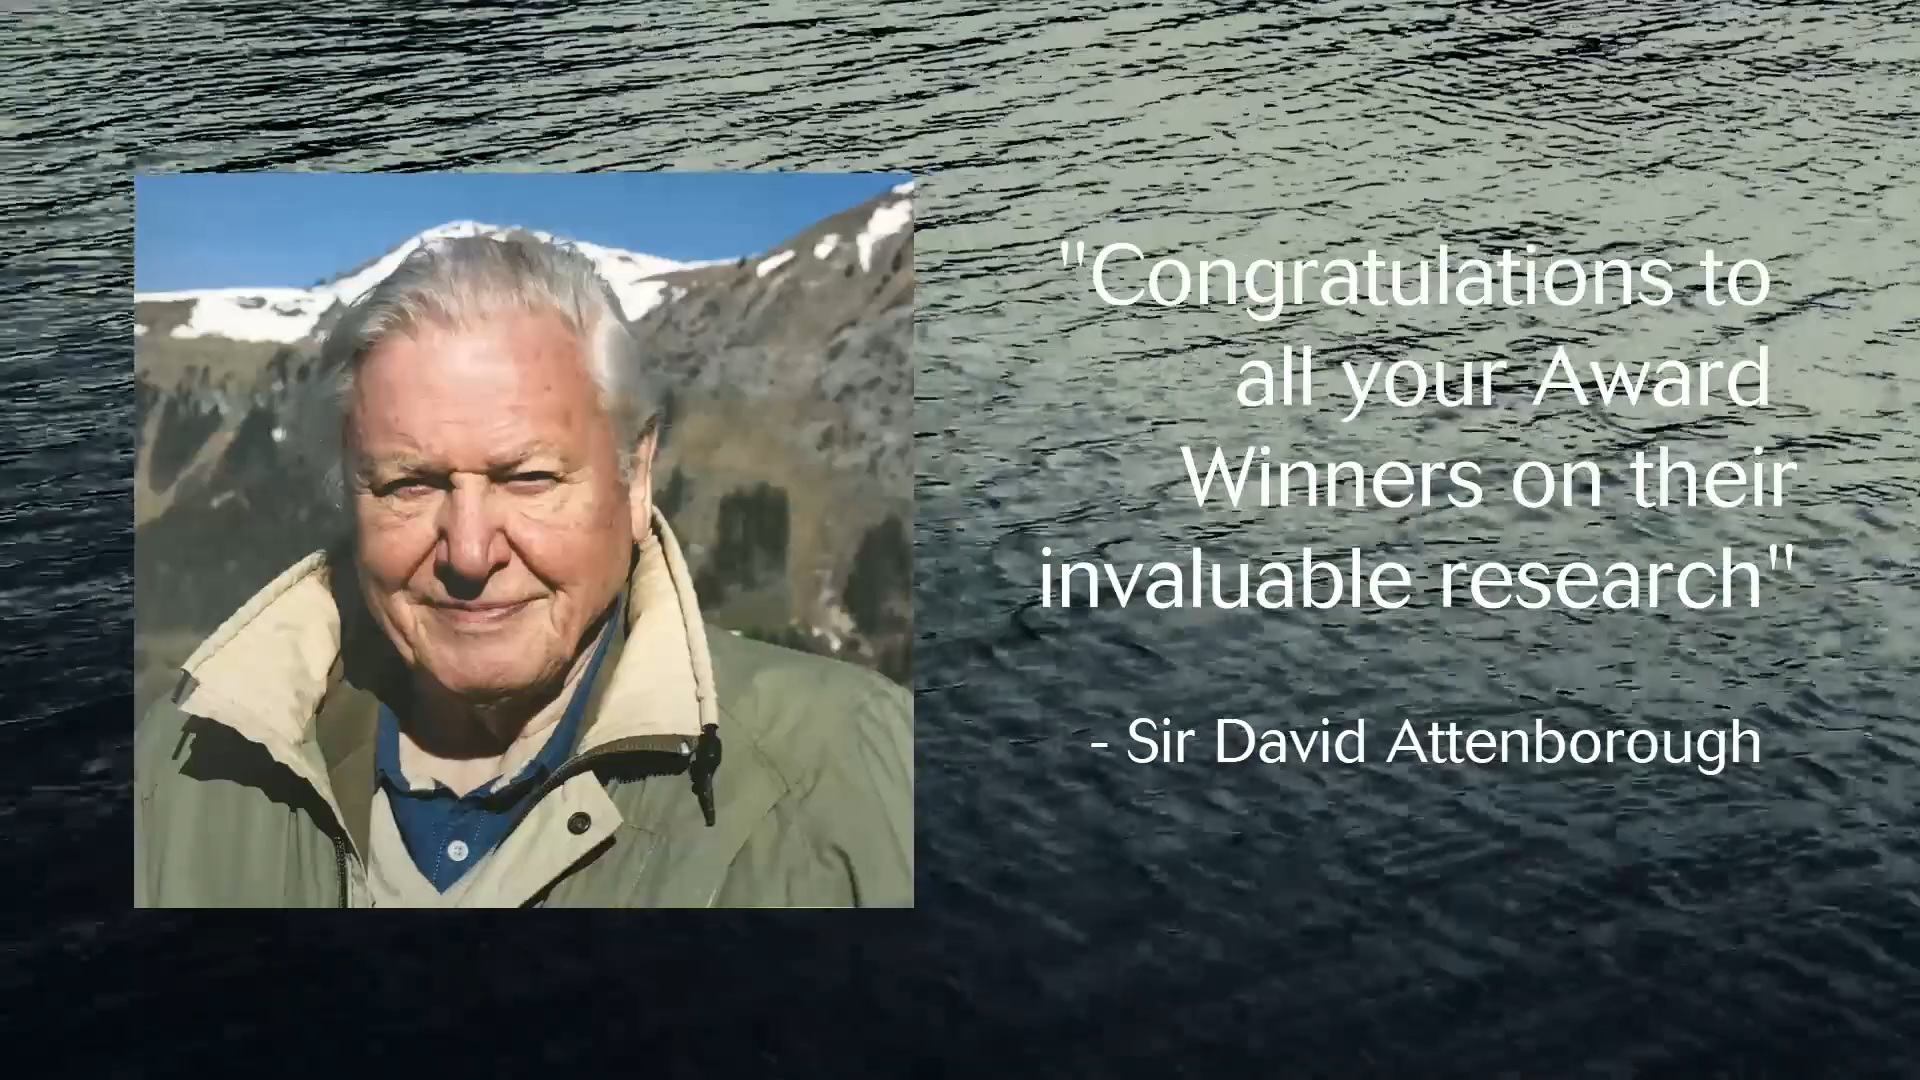 "Congratulations to
all your Award
Winners on their
invaluable research"
- Sir David Attenborough